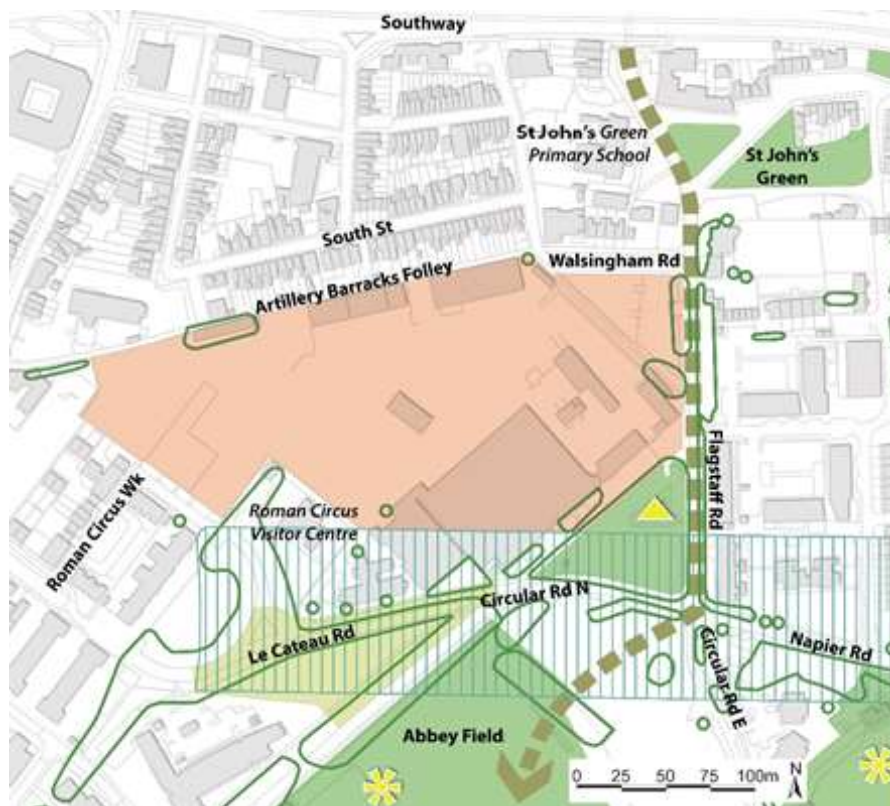 Southway
St John's Green
Primary School
St John's
Green
South St
Walsingham Rd
Artillery Barracks Folley
Flagstaff Rd
Roman Circus Wk
Roman Circus
Visitor Centre
Circular Rd N
Le Cateau Rd
Circular Rd E
Napier Rd
Abbey Field
0 25 50 75 100m
N